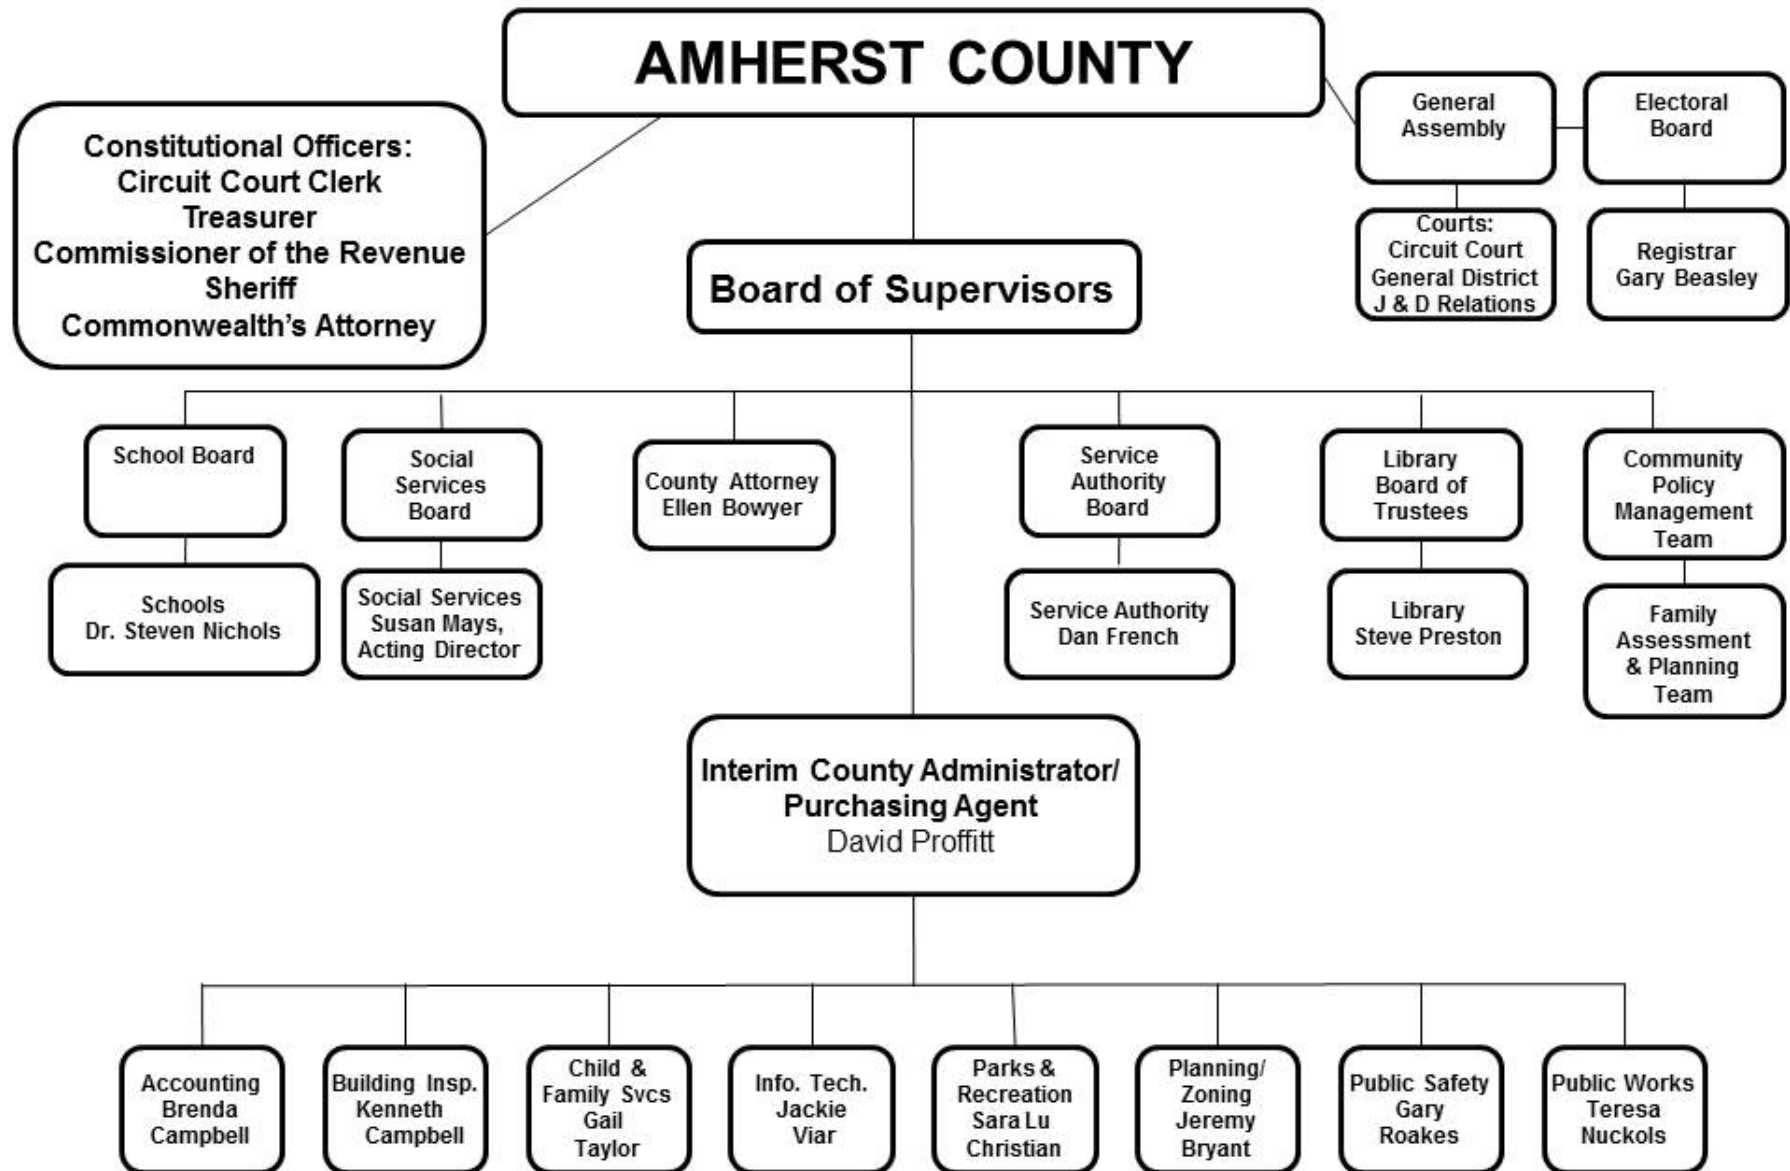 AMHERST COUNTY
Constitutional Officers:
Circuit Court Clerk
Treasurer
Commissioner of the Revenue
Sheriff
Commonwealth’s Attorney
General
Assembly
Electoral
Board
Courts:
Circuit Court
General District
J & D Relations
Registrar
Gary Beasley
Board of Supervisors
School Board
Social
Services
Board
County Attorney
Ellen Bowyer
Service
Authority
Board
Library
Board of
Trustees
Community
Policy
Management
Team
Schools
Dr. Steven Nichols
Social Services
Susan Mays,
Acting Director
Service Authority
Dan French
Library
Steve Preston
Family
Assessment
& Planning
Team
Interim County Administrator/
Purchasing Agent
David Proffitt
Accounting
Brenda
Campbell
Building Insp.
Kenneth
Campbell
Child &
Family Svcs
Gail
Taylor
Info. Tech.
Jackie
Viar
Parks &
Recreation
Sara Lu
Christian
Planning/
Zoning
Jeremy
Bryant
Public Safety
Gary
Roakes
Public Works
Teresa
Nuckols